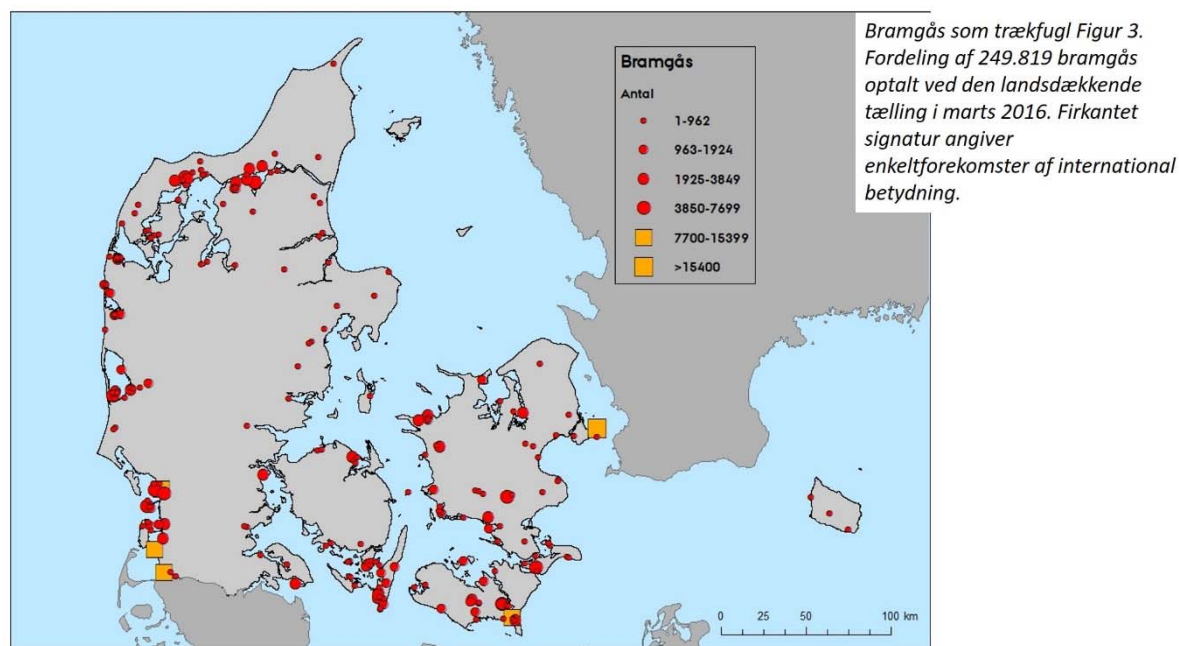 Bramgås som trækfugl Figur 3.
Fordeling af 249.819 bramgås
optalt ved den landsdækkende
tælling i marts 2016. Firkantet
signatur angiver
enkeltforekomster af international
betydning.
Bramgås
Antal
1-962
963-1924
1925-3849
3850-7699
7700-15399
>15400
0 25 50 100 km